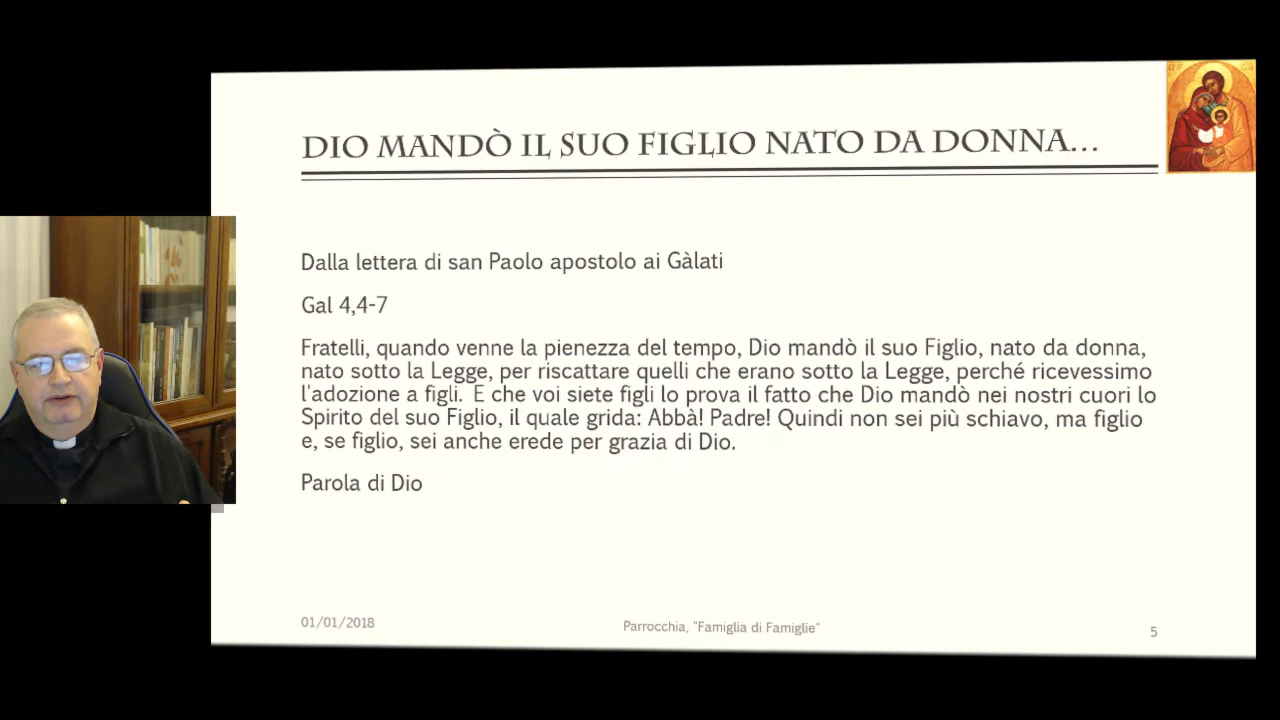 DIO MANDÒ IL SUO FIGLIO NATO DA DONNA...
Dalla lettera di san Paolo apostolo ai Gàlati
Gal 4,4-7
Fratelli, quando venne la pienezza del tempo, Dio mandò il suo Figlio, nato da donna,
nato sotto la Legge, per riscattare quelli che erano sotto la Legge, perché ricevessimo
l'adozione a figli. E che voi siete figli lo prova il fatto che Dio mandò nei nostri cuori lo
Spirito del suo Figlio, il quale grida: Abbà! Padre! Quindi non sei più schiavo, ma figlio
e, se figlio, sei anche erede per grazia di Dio.
Parola di Dio
01/01/2018
Parrocchia, "Famiglia di Famiglie"
5